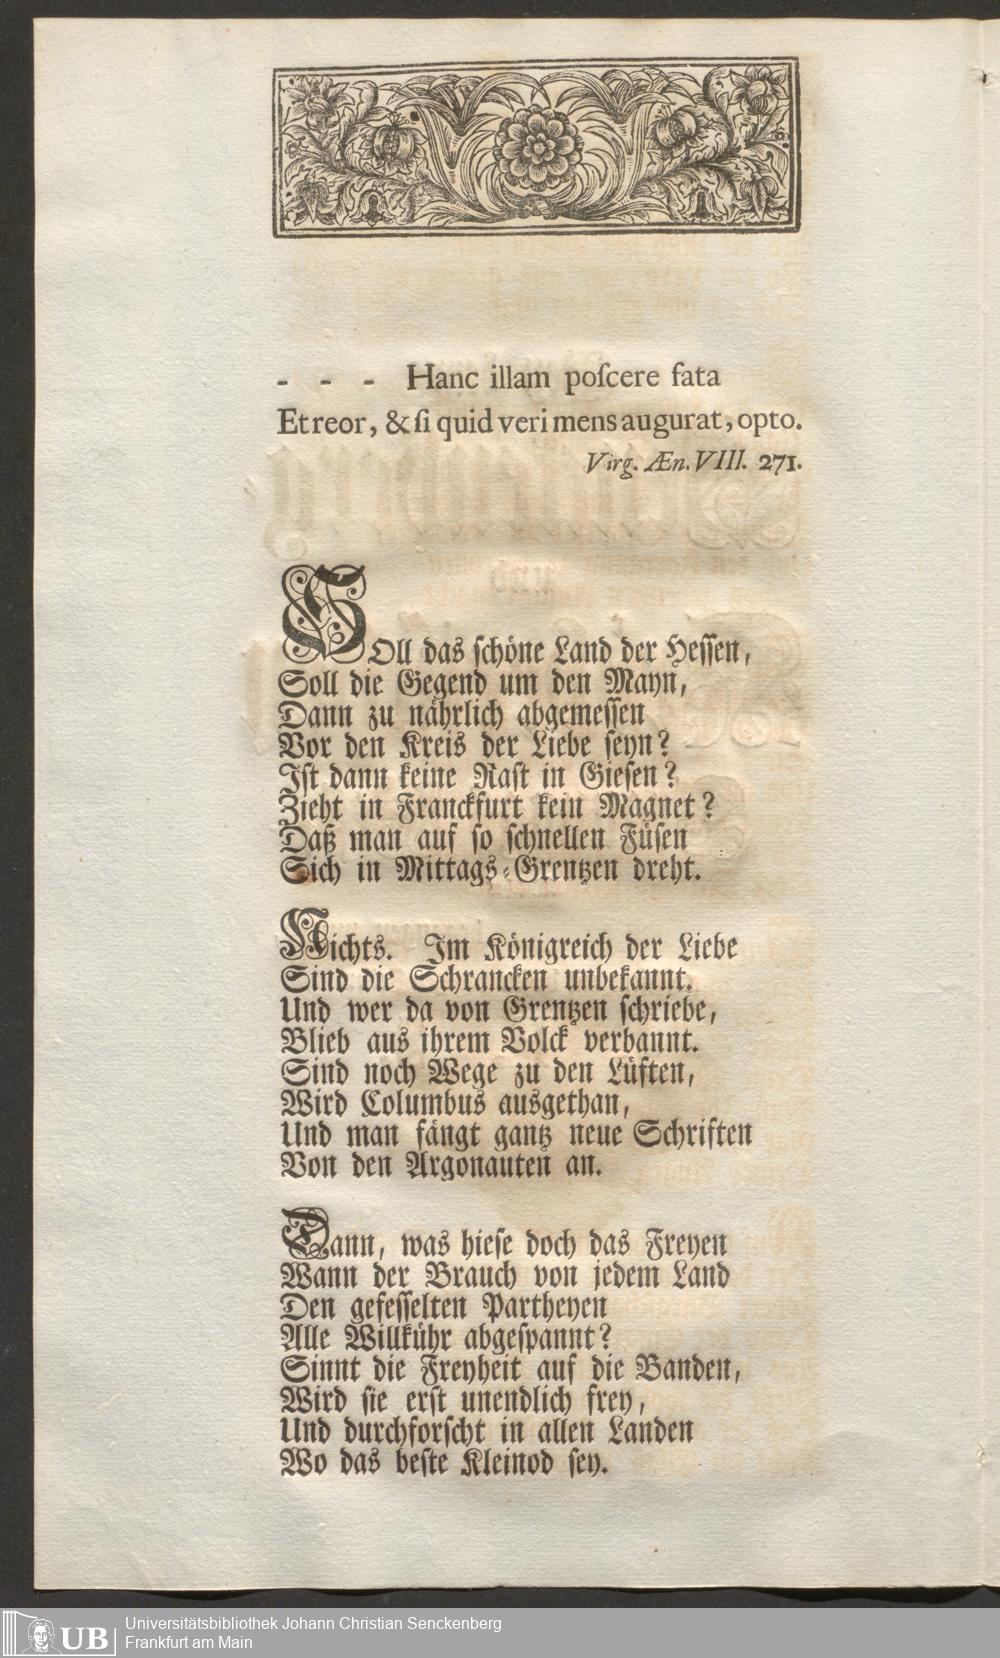 - - - Hanc illam poſcere fata
Et reor, & ſi quid veri mens augurat, opto.
Virg. Æn. VIII. 271.
SOll das ſchöne Land der Heſſen,
Soll die Gegend um den Mayn,
Dann zu nährlich abgemeſſen
Vor den Kreis der Liebe ſeyn?
Iſt dann keine Raſt in Gieſen?
Zieht in Franckfurt kein Magnet?
Daß man auf ſo ſchnellen Füſen
Sich in Mittags-Grentzen dreht.
Nichts. Im Königreich der Liebe
Sind die Schrancken unbekannt.
Und wer da von Grentzen ſchriebe,
Blieb aus ihrem Volck verbannt.
Sind noch Wege zu den Lüften,
Wird Columbus ausgethan,
Und man fängt gantz neue Schriften
Von den Argonauten an.
Dann, was hieſe doch das Freyen
Wann der Brauch von jedem Land
Den gefeſſelten Partheyen
Alle Willkühr abgeſpannt?
Sinnt die Freyheit auf die Banden,
Wird ſie erſt unendlich frey,
Und durchforſcht in allen Landen
Wo das beſte Kleinod ſey.
UB
Universitätsbibliothek Johann Christian Senckenberg
Frankfurt am Main